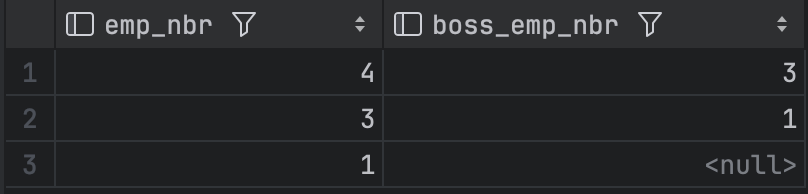 emp_nbr boss_emp_nbr
1 4 3
2 3 1
3 1 <null>